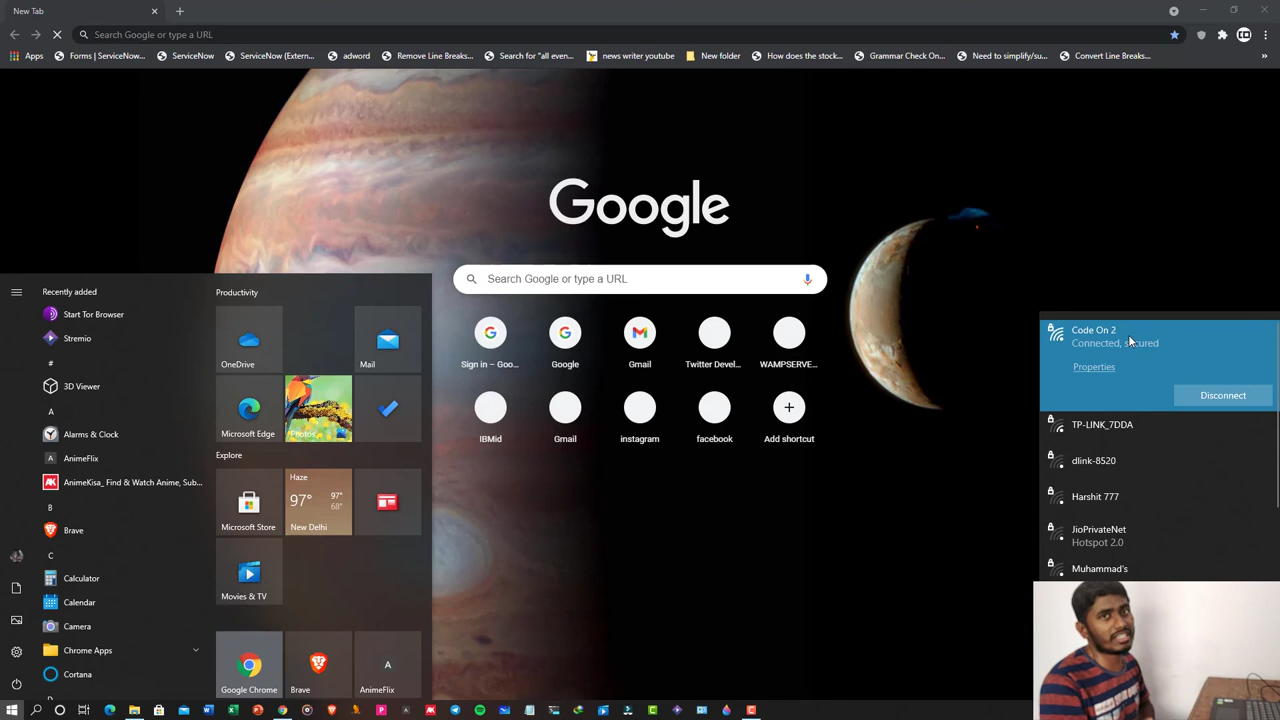 New Tab
Search Google or type a URL
Apps
Forms | ServiceNow...
ServiceNow
ServiceNow (Extern...
adword
Remove Line Breaks...
Search for "all even...
news writer youtube
New folder
How does the stock...
Grammar Check On...
Need to simplify/su...
Convert Line Breaks...
»
Google
Search Google or type a URL
Sign in – Goo...
Google
Gmail
Twitter Devel...
WAMPSERVE...
IBMid
Gmail
instagram
facebook
Add shortcut
Recently added
Start Tor Browser
Stremio
#
3D Viewer
A
Alarms & Clock
A
AnimeFlix
AK
AnimeKisa_ Find & Watch Anime, Sub...
B
Brave
C
Calculator
Calendar
Camera
Chrome Apps
Cortana
Productivity
OneDrive
Mail
Microsoft Edge
Photos
Explore
Microsoft Store
Haze
97°
97°
68°
New Delhi
Movies & TV
Google Chrome
Brave
A
AnimeFlix
Code On 2
Connected, secured
Properties
Disconnect
TP-LINK_7DDA
dlink-8520
Harshit 777
JioPrivateNet
Hotspot 2.0
Muhammad's